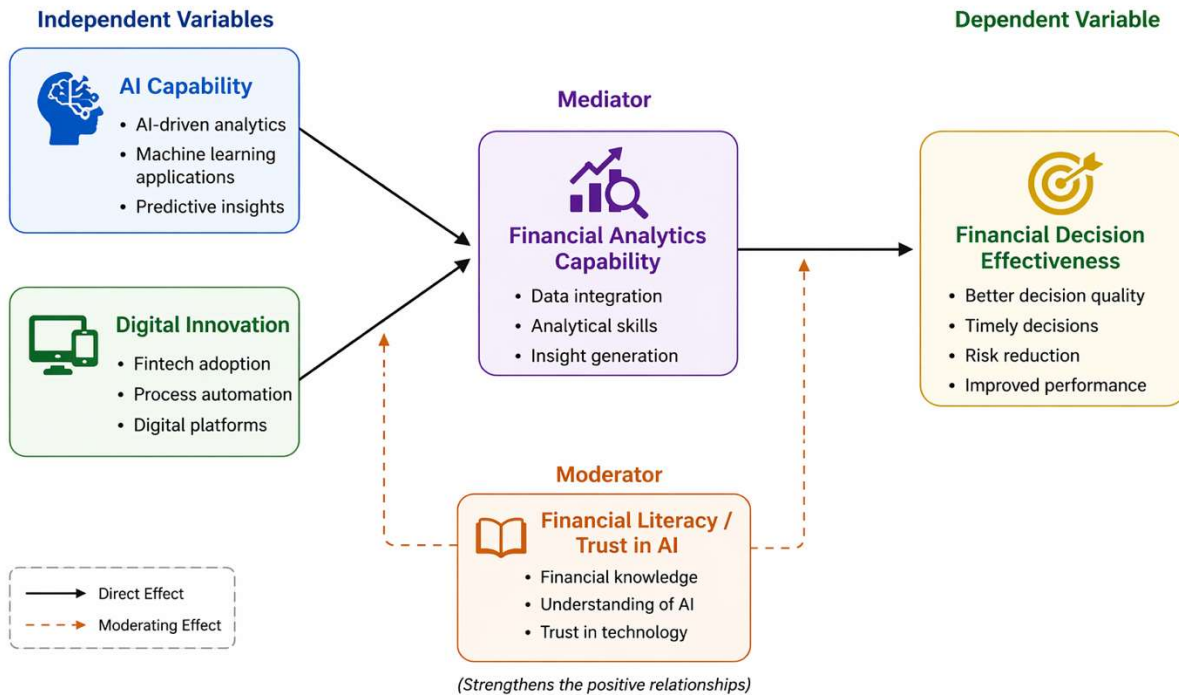 Independent Variables
Dependent Variable
AI Capability
• AI-driven analytics
• Machine learning
applications
• Predictive insights
Digital Innovation
• Fintech adoption
• Process automation
• Digital platforms
Mediator
Financial Analytics
Capability
• Data integration
• Analytical skills
• Insight generation
Financial Decision
Effectiveness
• Better decision quality
• Timely decisions
• Risk reduction
• Improved performance
Moderator
Financial Literacy /
Trust in AI
• Financial knowledge
• Understanding of AI
• Trust in technology
(Strengthens the positive relationships)
Direct Effect
Moderating Effect